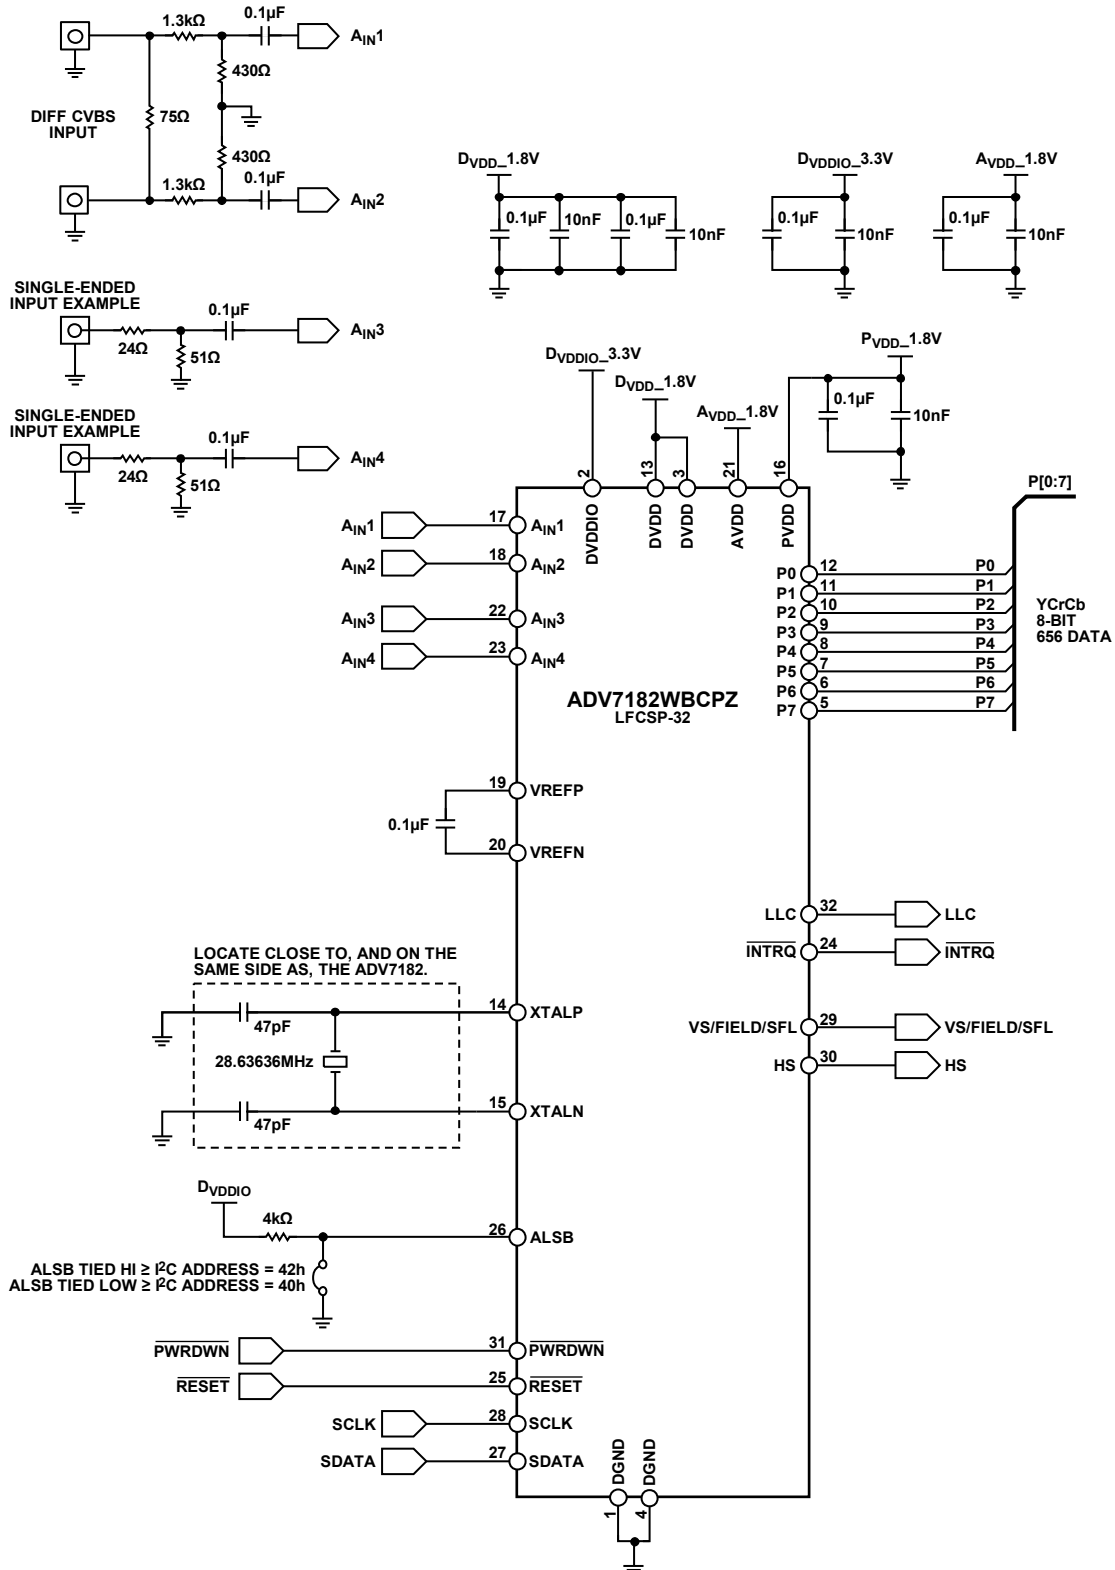 1.3kΩ
0.1μF
AIN1
430Ω
DIFF CVBS
INPUT
75Ω
430Ω
1.3kΩ
0.1μF
AIN2
DVDD_1.8V
0.1μF
10nF
0.1μF
10nF
DVDDIO_3.3V
0.1μF
10nF
AVDD_1.8V
0.1μF
10nF
SINGLE-ENDED
INPUT EXAMPLE
0.1μF
AIN3
24Ω
51Ω
SINGLE-ENDED
INPUT EXAMPLE
0.1μF
AIN4
24Ω
51Ω
DVDDIO_3.3V
DVDD_1.8V
AVDD_1.8V
PVDD_1.8V
0.1μF
10nF
2
13
3
21
16
DVDDIO
DVDD
DVDD
AVDD
PVDD
AIN1
17
AIN1
AIN2
18
AIN2
AIN3
22
AIN3
AIN4
23
AIN4
P[0:7]
P0
12
P0
P1
11
P1
P2
10
P2
P3
9
P3
P4
8
P4
P5
7
P5
P6
6
P6
P7
5
P7
YCrCb
8-BIT
656 DATA
ADV7182WBCPZ
LFCSP-32
19
VREFP
0.1μF
20
VREFN
LLC
32
LLC
INTRQ
24
INTRQ
VS/FIELD/SFL
29
VS/FIELD/SFL
HS
30
HS
LOCATE CLOSE TO, AND ON THE
SAME SIDE AS, THE ADV7182.
47pF
14
XTALP
28.63636MHz
47pF
15
XTALN
DVDDIO
4kΩ
26
ALSB
ALSB TIED HI ≥ I2C ADDRESS = 42h
ALSB TIED LOW ≥ I2C ADDRESS = 40h
PWRDWN
31
PWRDWN
RESET
25
RESET
SCLK
28
SCLK
SDATA
27
SDATA
DGND
DGND
1
4